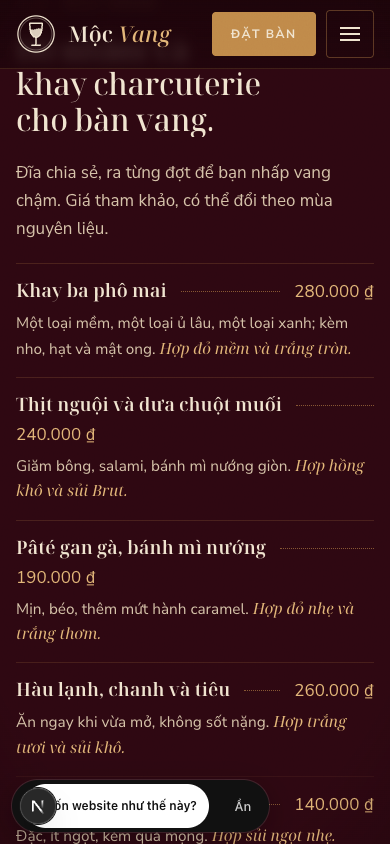 Mộc Vang
ĐẶT BÀN
khay charcuterie
cho bàn vang.
Đĩa chia sẻ, ra từng đợt để bạn nhấp vang
chậm. Giá tham khảo, có thể đổi theo mùa
nguyên liệu.
Khay ba phô mai 280.000 ₫
Một loại mềm, một loại ủ lâu, một loại xanh; kèm
nho, hạt và mật ong. Hợp đỏ mềm và trắng tròn.
Thịt nguội và dưa chuột muối
240.000 ₫
Giăm bông, salami, bánh mì nướng giòn. Hợp hồng
khô và sủi Brut.
Pâté gan gà, bánh mì nướng
190.000 ₫
Mịn, béo, thêm mứt hành caramel. Hợp đỏ nhẹ và
trắng thơm.
Hàu lạnh, chanh và tiêu 260.000 ₫
Ăn ngay khi vừa mở, không sốt nặng. Hợp trắng
tươi và sủi khô.
140.000 ₫
N website như thế này? Ẩn
Đặc, ít ngọt, kèm quả mọng. Hợp sủi ngọt nhẹ.